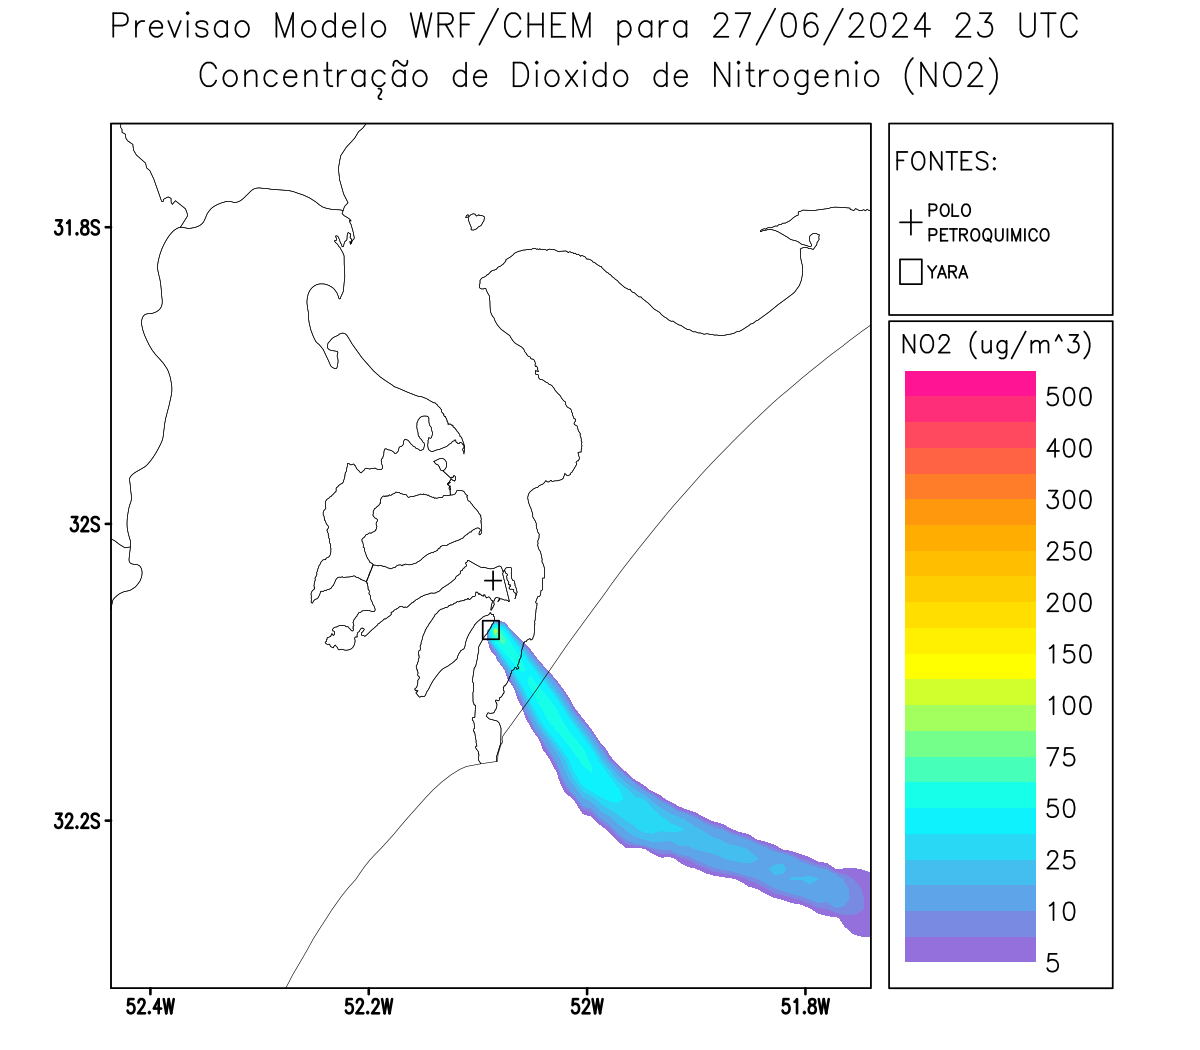 Previsao Modelo WRF/CHEM para 27/06/2024 23 UTC
Concentração de Dioxido de Nitrogenio (NO2)
FONTES:
POLO
PETROQUIMICO
YARA
NO2 (ug/m^3)
500
400
300
250
200
150
100
75
50
25
10
5
31.8S
32S
32.2S
52.4W
52.2W
52W
51.8W